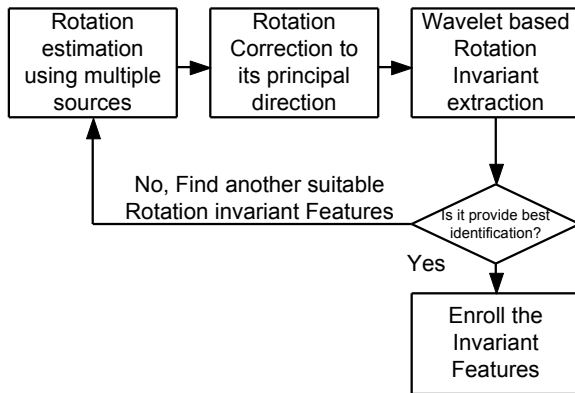 Rotation
estimation
using multiple
sources
Rotation
Correction to
its principal
direction
Wavelet based
Rotation
Invariant
extraction
No, Find another suitable
Rotation invariant Features
Is it provide best
identification?
Yes
Enroll the
Invariant
Features